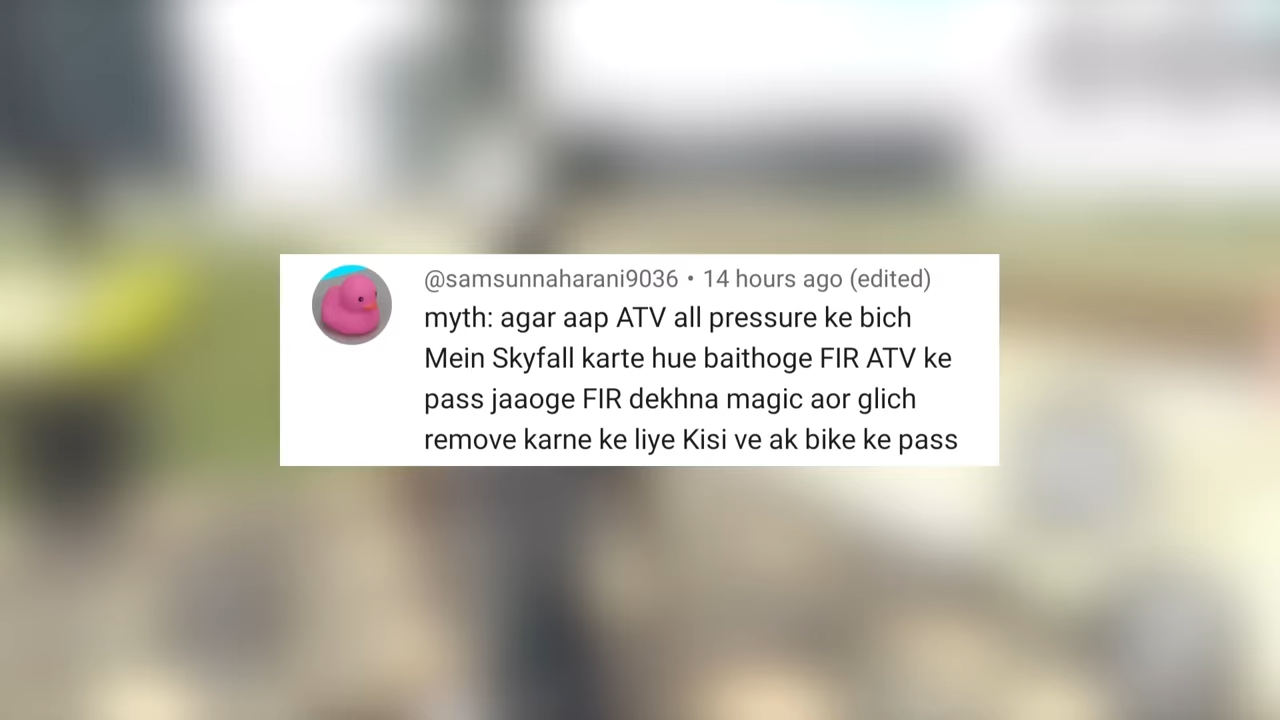 @samsunnaharani9036 • 14 hours ago (edited)
myth: agar aap ATV all pressure ke bich
Mein Skyfall karte hue baithoge FIR ATV ke
pass jaaoge FIR dekhna magic aor glich
remove karne ke liye Kisi ve ak bike ke pass